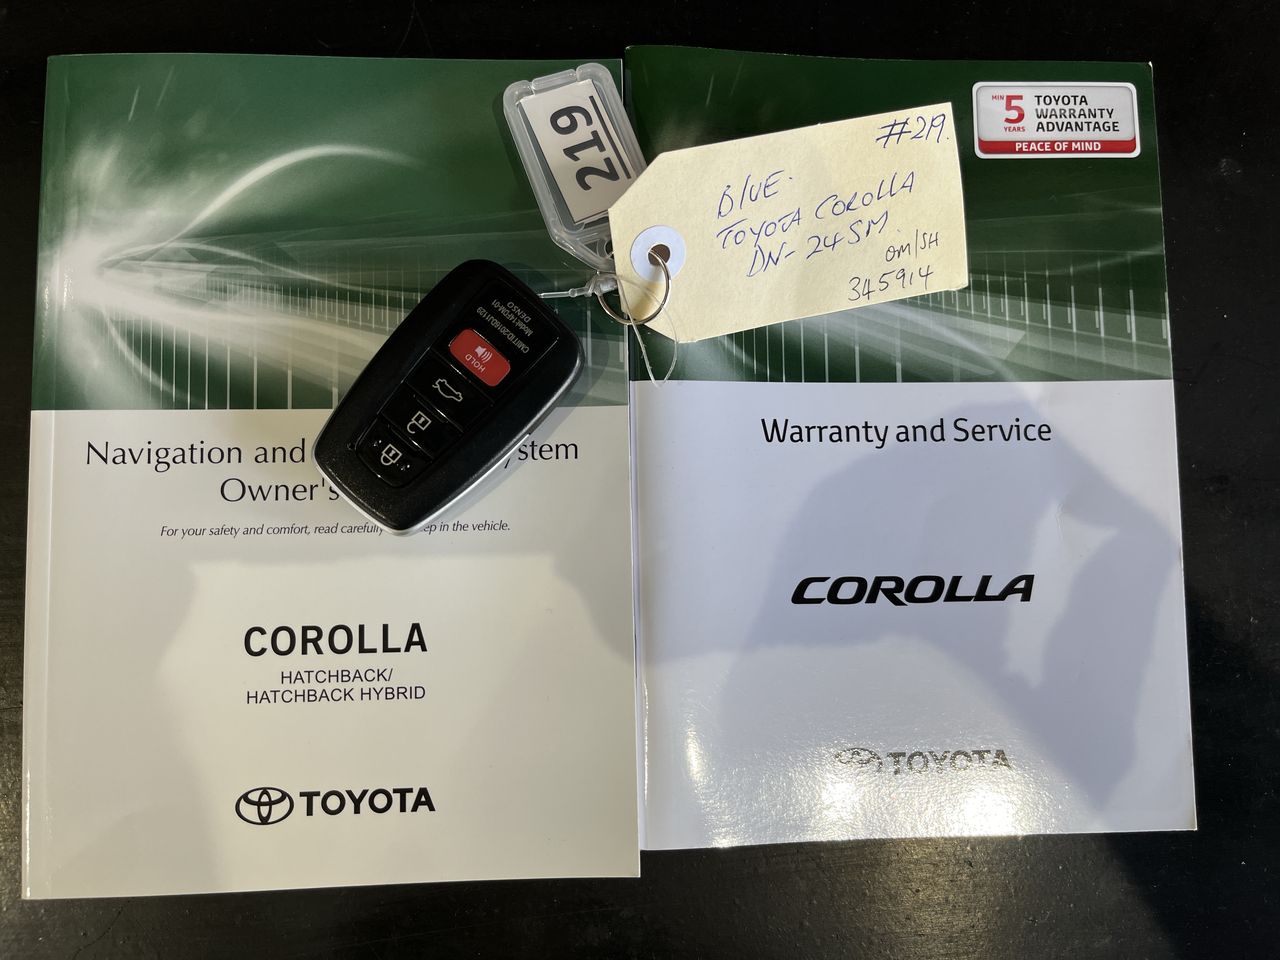 Navigation and
Owner's
For your safety and comfort, read carefully
in the vehicle.
COROLLA
HATCHBACK/
HATCHBACK HYBRID
TOYOTA
HOLD
DENSO
219
#219.
BLUE.
TOYOTA COROLLA
DN-24SM
OM/SH
345914
MIN 5 YEARS
TOYOTA
WARRANTY
ADVANTAGE
PEACE OF MIND
Warranty and Service
COROLLA
TOYOTA